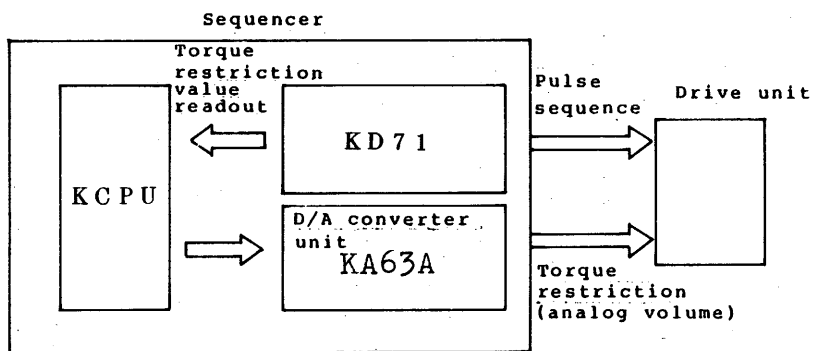 Sequencer
Torque
restriction
value
readout
Pulse
sequence
Drive unit
KD71
KCPU
D/A converter
unit
KA63A
Torque
restriction
(analog volume)